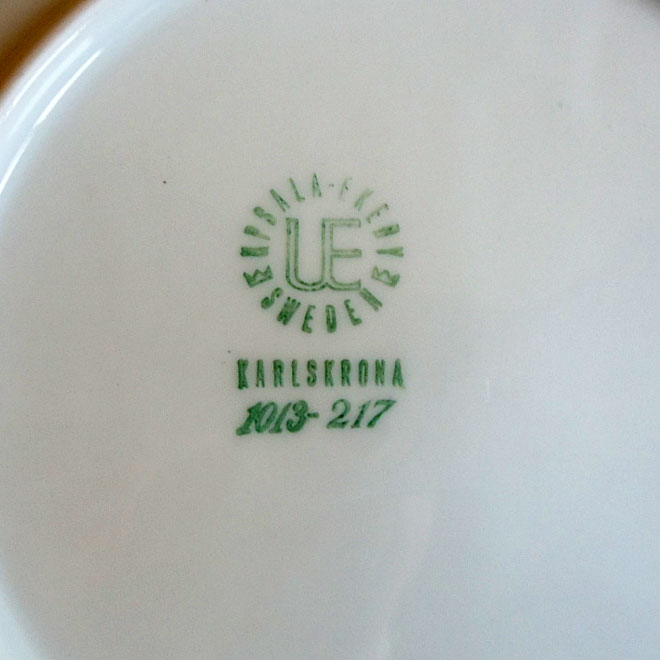 UPSALA-EKEBY
UE
SWEDEN
KARLSKRONA
1013-217